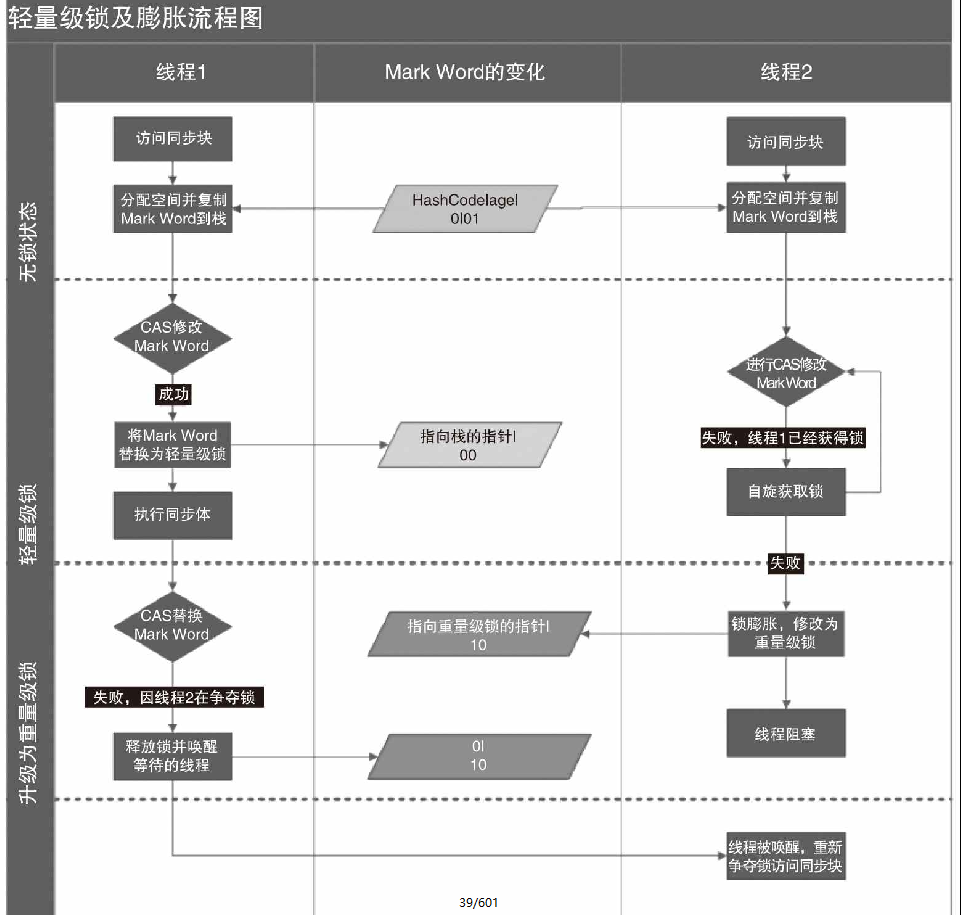 轻量级锁及膨胀流程图
线程1
Mark Word的变化
线程2
无锁状态
访问同步块
访问同步块
分配空间并复制
Mark Word到栈
HashCode|age|
0|01
分配空间并复制
Mark Word到栈
轻量级锁
CAS修改
Mark Word
成功
将Mark Word
替换为轻量级锁
执行同步体
指向栈的指针|
00
进行CAS修改
MarkWord
失败，线程1已经获得锁
自旋获取锁
失败
升级为重量级锁
CAS替换
Mark Word
失败，因线程2在争夺锁
释放锁并唤醒
等待的线程
指向重量级锁的指针|
10
0|
10
锁膨胀，修改为
重量级锁
线程阻塞
线程被唤醒，重新
争夺锁访问同步块
39/601